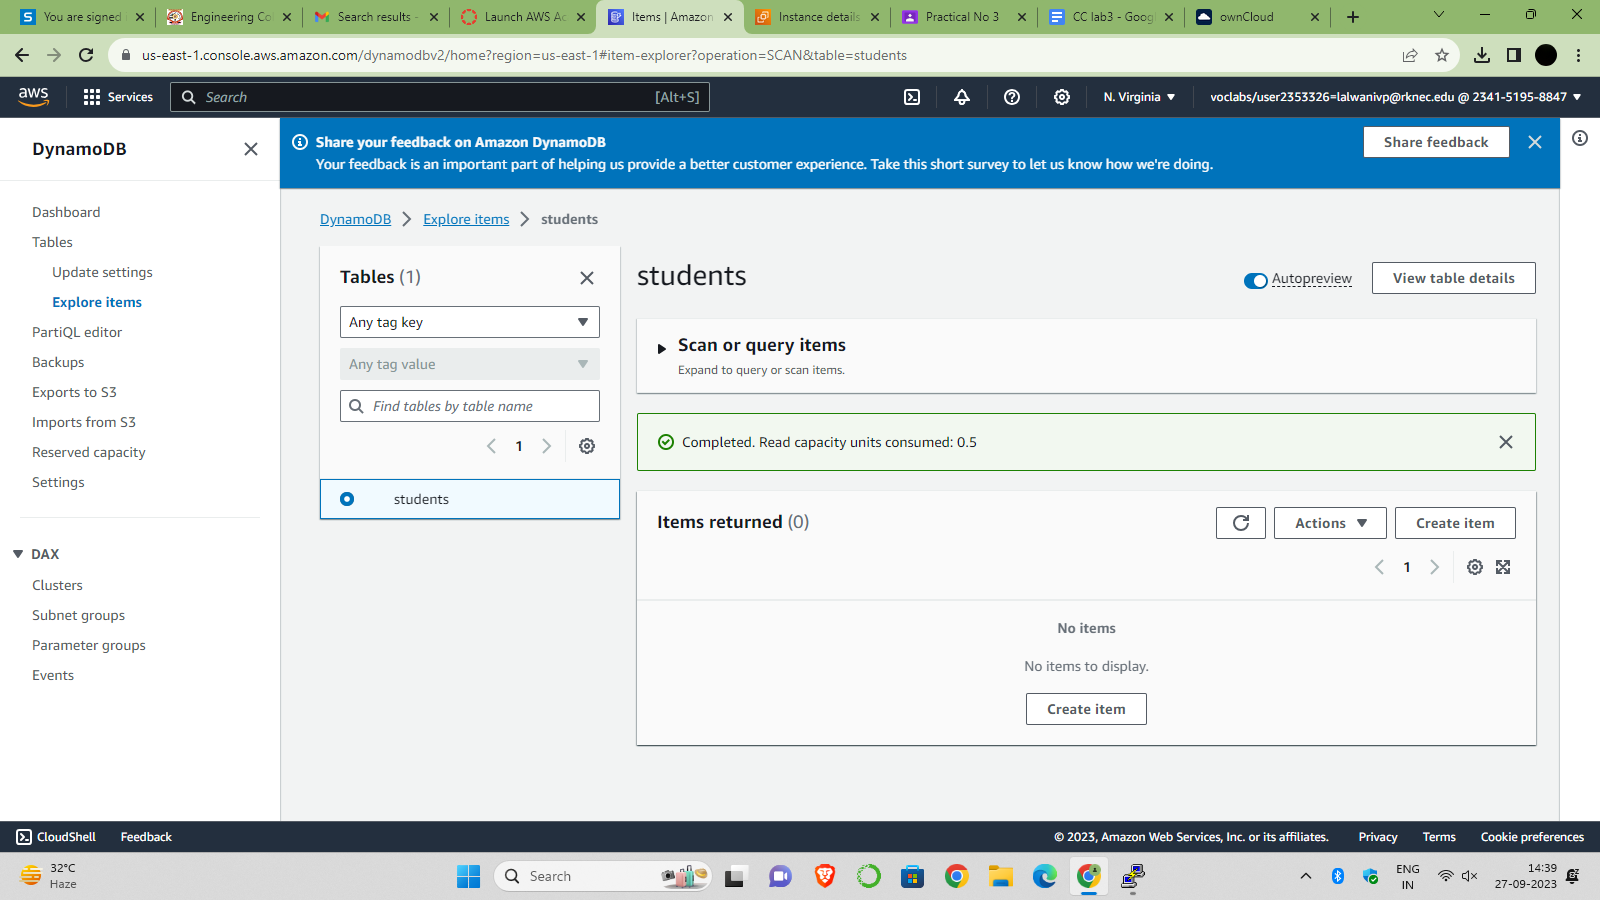 You are signed
Engineering Co
Search results -
Launch AWS Ac
Items | Amazon
Instance details
Practical No 3
CC lab3 - Goog
ownCloud
us-east-1.console.aws.amazon.com/dynamodbv2/home?region=us-east-1#item-explorer?operation=SCAN&table=students
aws
Services
Search
[Alt+S]
N. Virginia
voclabs/user2353326=lalwanivp@rknec.edu @ 2341-5195-8847
DynamoDB
Dashboard
Tables
Update settings
Explore items
PartiQL editor
Backups
Exports to S3
Imports from S3
Reserved capacity
Settings
DAX
Clusters
Subnet groups
Parameter groups
Events
Share your feedback on Amazon DynamoDB
Your feedback is an important part of helping us provide a better customer experience. Take this short survey to let us know how we're doing.
Share feedback
DynamoDB
Explore items
students
Tables (1)
Any tag key
Any tag value
Find tables by table name
1
students
students
Autopreview
View table details
Scan or query items
Expand to query or scan items.
Completed. Read capacity units consumed: 0.5
Items returned (0)
Actions
Create item
1
No items
No items to display.
Create item
CloudShell
Feedback
© 2023, Amazon Web Services, Inc. or its affiliates.
Privacy
Terms
Cookie preferences
32°C
Haze
Search
ENG
IN
14:39
27-09-2023